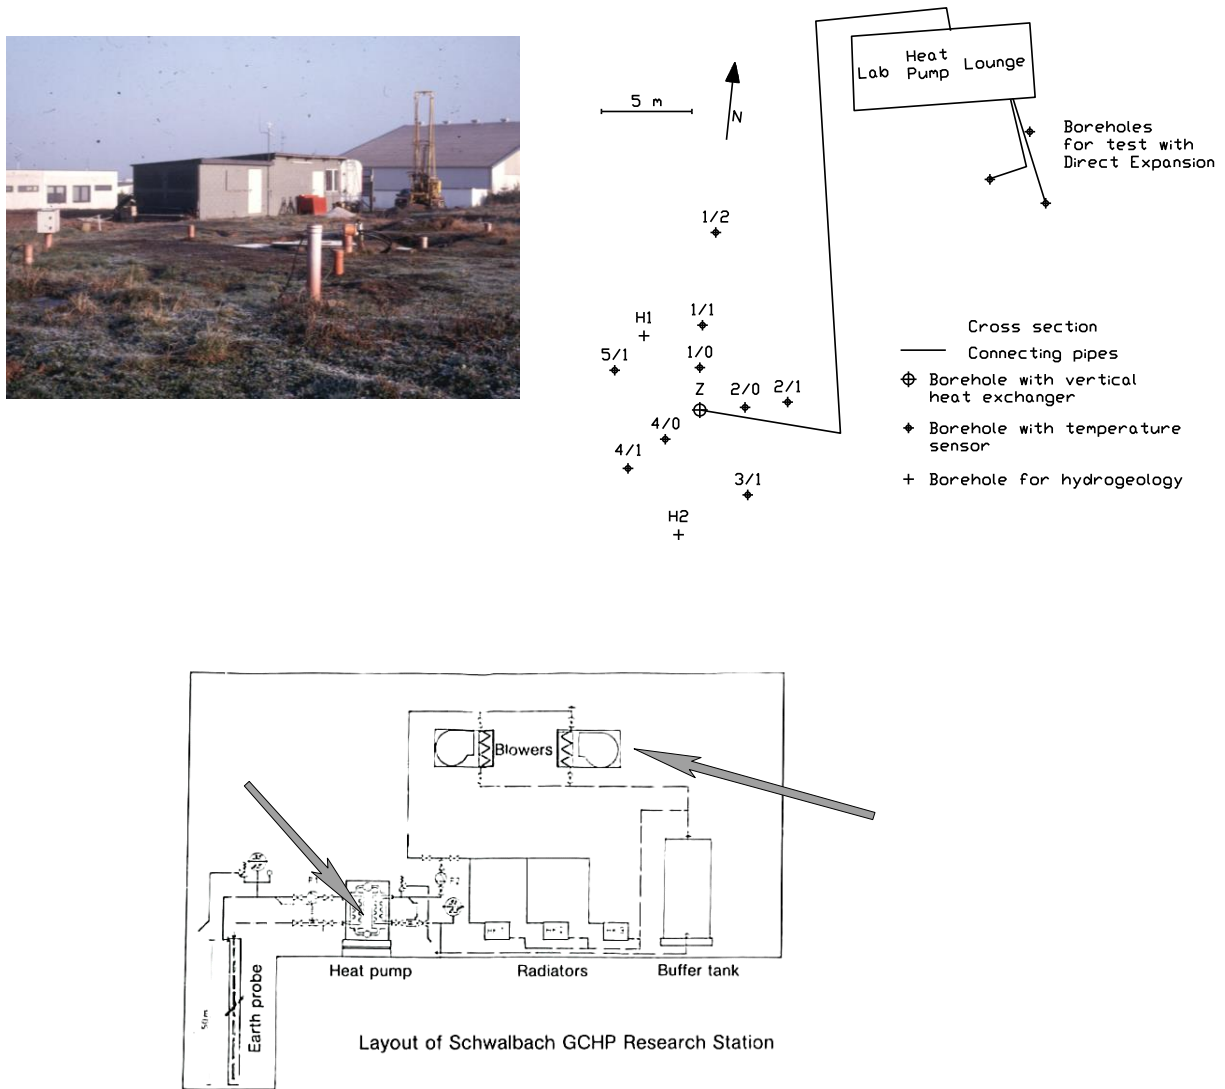 5 m
N
Lab
Heat
Pump
Lounge
Boreholes
for test with
Direct Expansion
1/2
H1
1/1
5/1
1/0
Z
2/0
2/1
4/0
4/1
3/1
H2
Cross section
Connecting pipes
Borehole with vertical
heat exchanger
Borehole with temperature
sensor
Borehole for hydrogeology
Blowers
Heat pump
Radiators
Buffer tank
50m
Earth probe
Layout of Schwalbach GCHP Research Station